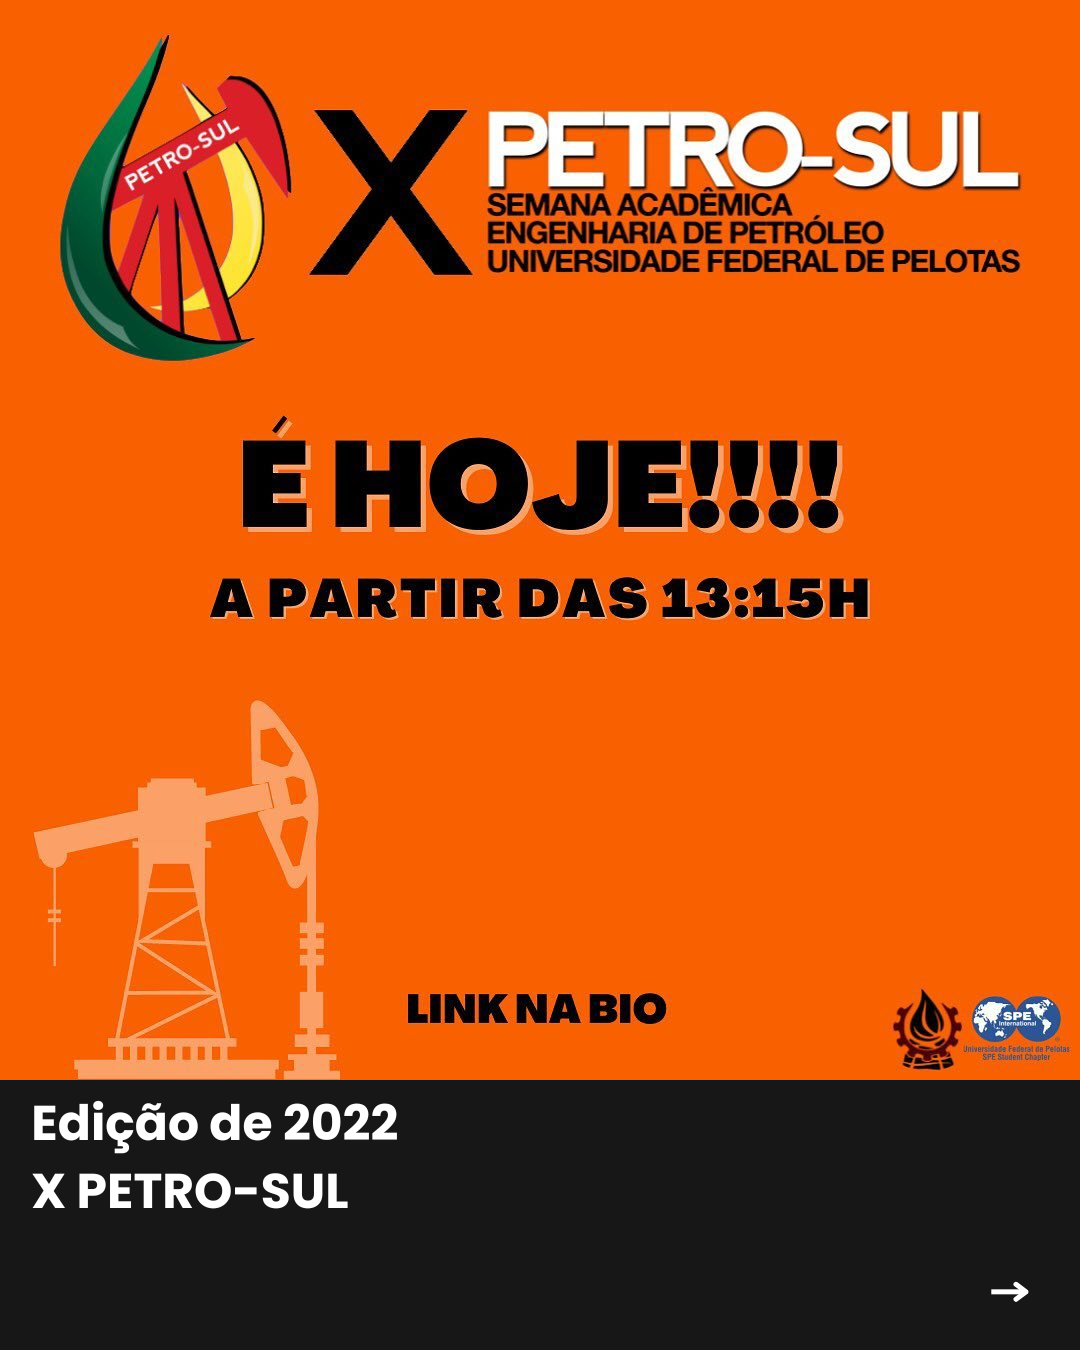 PETRO-SUL
X
PETRO-SUL
SEMANA ACADÊMICA
ENGENHARIA DE PETRÓLEO
UNIVERSIDADE FEDERAL DE PELOTAS
É HOJE!!!!
A PARTIR DAS 13:15H
LINK NA BIO
SPE
International
Universidade Federal de Pelotas
SPE Student Chapter
Edição de 2022
X PETRO-SUL